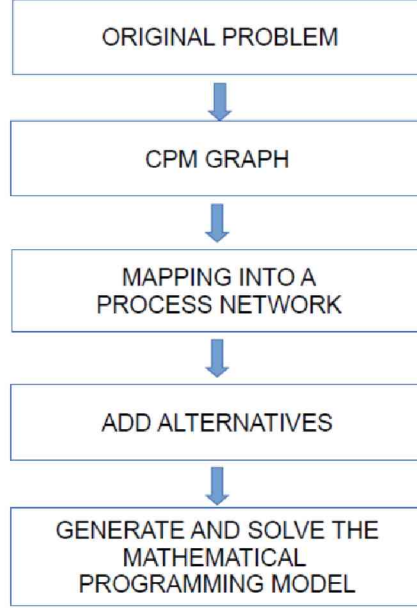 ORIGINAL PROBLEM
CPM GRAPH
MAPPING INTO A
PROCESS NETWORK
ADD ALTERNATIVES
GENERATE AND SOLVE THE
MATHEMATICAL
PROGRAMMING MODEL